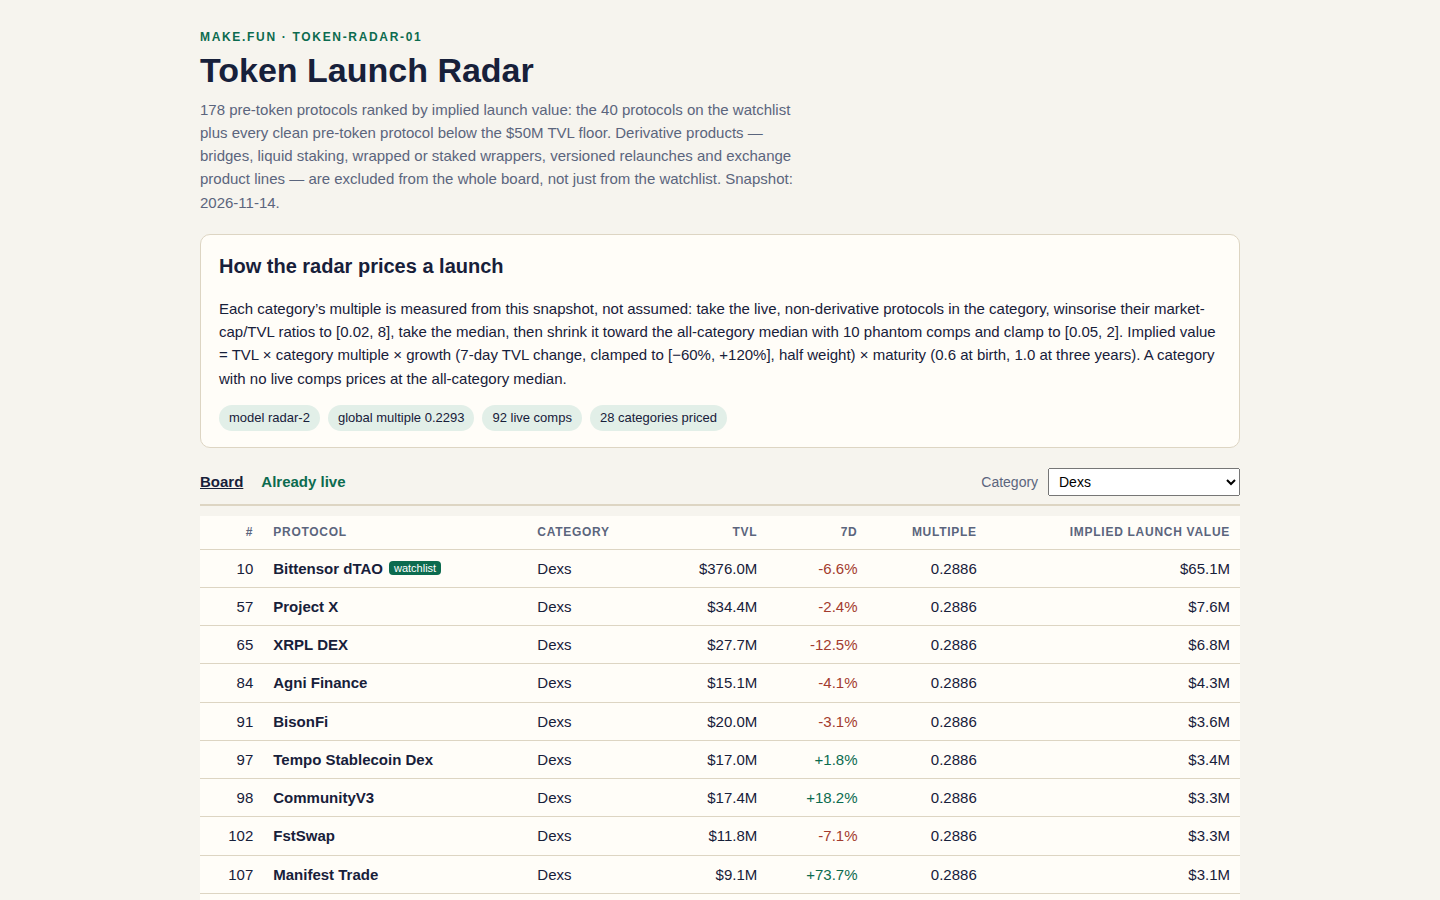 MAKE.FUN · TOKEN-RADAR-01
Token Launch Radar
178 pre-token protocols ranked by implied launch value: the 40 protocols on the watchlist
plus every clean pre-token protocol below the $50M TVL floor. Derivative products —
bridges, liquid staking, wrapped or staked wrappers, versioned relaunches and exchange
product lines — are excluded from the whole board, not just from the watchlist. Snapshot:
2026-11-14.
How the radar prices a launch
Each category’s multiple is measured from this snapshot, not assumed: take the live, non-derivative protocols in the category, winsorise their market-
cap/TVL ratios to [0.02, 8], take the median, then shrink it toward the all-category median with 10 phantom comps and clamp to [0.05, 2]. Implied value
= TVL × category multiple × growth (7-day TVL change, clamped to [−60%, +120%], half weight) × maturity (0.6 at birth, 1.0 at three years). A category
with no live comps prices at the all-category median.
model radar-2 global multiple 0.2293 92 live comps 28 categories priced
Board Already live Category Dexs
# PROTOCOL CATEGORY TVL 7D MULTIPLE IMPLIED LAUNCH VALUE
10 Bittensor dTAO watchlist Dexs $376.0M -6.6% 0.2886 $65.1M
57 Project X Dexs $34.4M -2.4% 0.2886 $7.6M
65 XRPL DEX Dexs $27.7M -12.5% 0.2886 $6.8M
84 Agni Finance Dexs $15.1M -4.1% 0.2886 $4.3M
91 BisonFi Dexs $20.0M -3.1% 0.2886 $3.6M
97 Tempo Stablecoin Dex Dexs $17.0M +1.8% 0.2886 $3.4M
98 CommunityV3 Dexs $17.4M +18.2% 0.2886 $3.3M
102 FstSwap Dexs $11.8M -7.1% 0.2886 $3.3M
107 Manifest Trade Dexs $9.1M +73.7% 0.2886 $3.1M